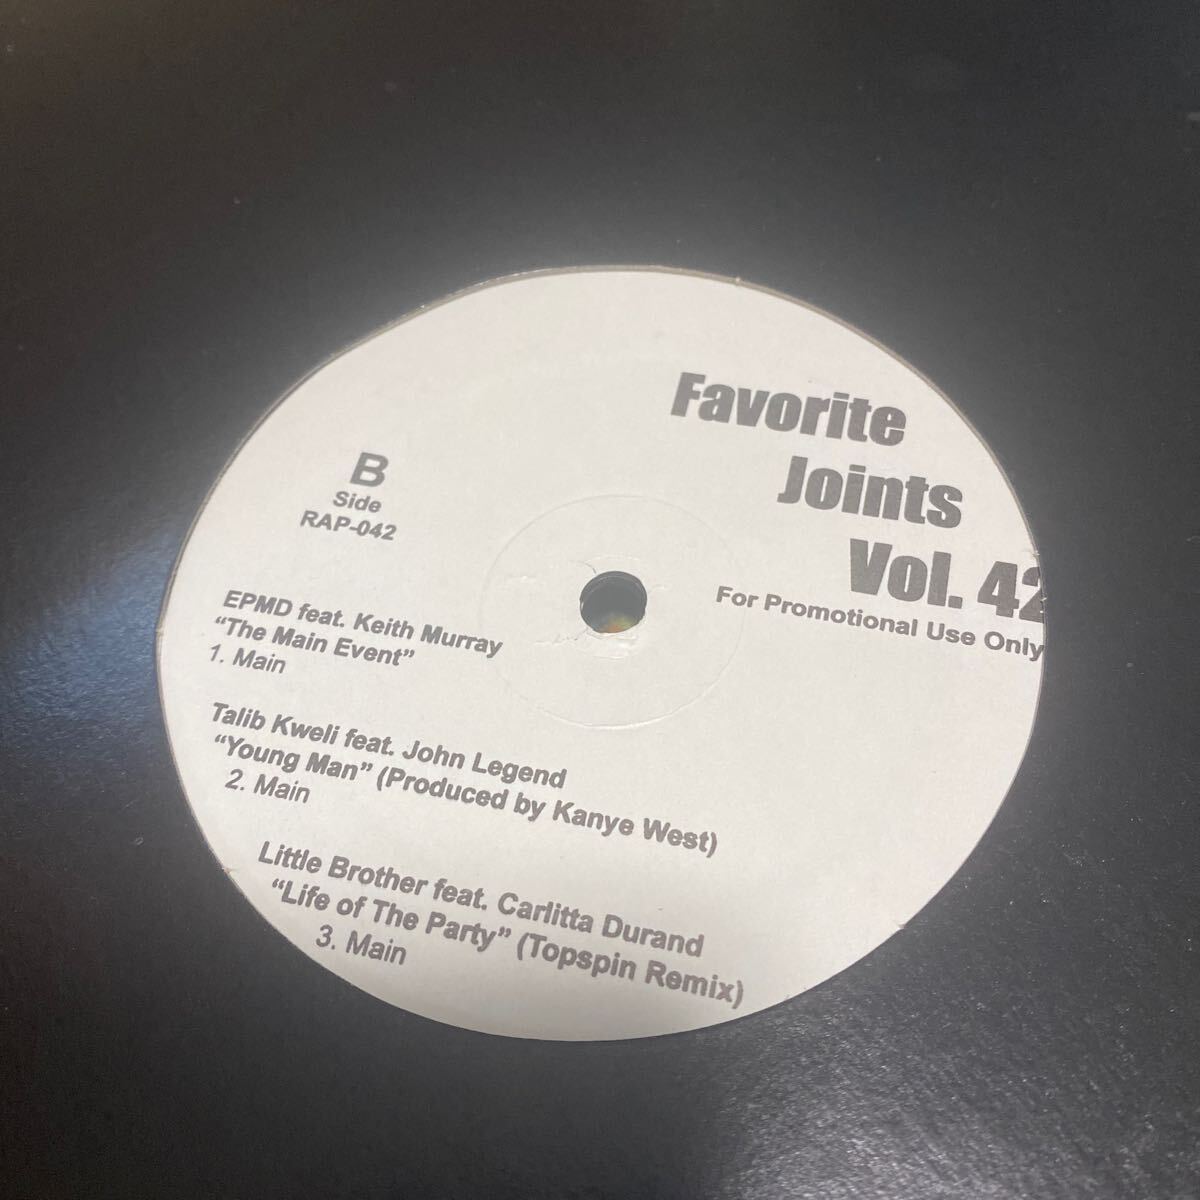 Favorite
Joints
Vol. 42
For Promotional Use Only
B
Side
RAP-042
EPMD feat. Keith Murray
“The Main Event”
1. Main
Talib Kweli feat. John Legend
“Young Man” (Produced by Kanye West)
2. Main
Little Brother feat. Carlitta Durand
“Life of The Party” (Topspin Remix)
3. Main